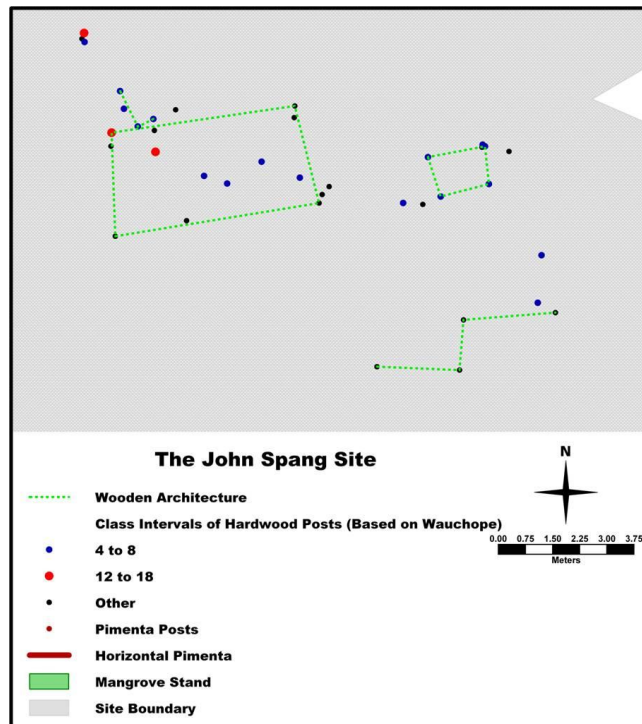 The John Spang Site
N
Wooden Architecture
Class Intervals of Hardwood Posts (Based on Wauchope)
4 to 8
0.00 0.75 1.50 2.25 3.00 3.75
Meters
12 to 18
Other
Pimenta Posts
Horizontal Pimenta
Mangrove Stand
Site Boundary